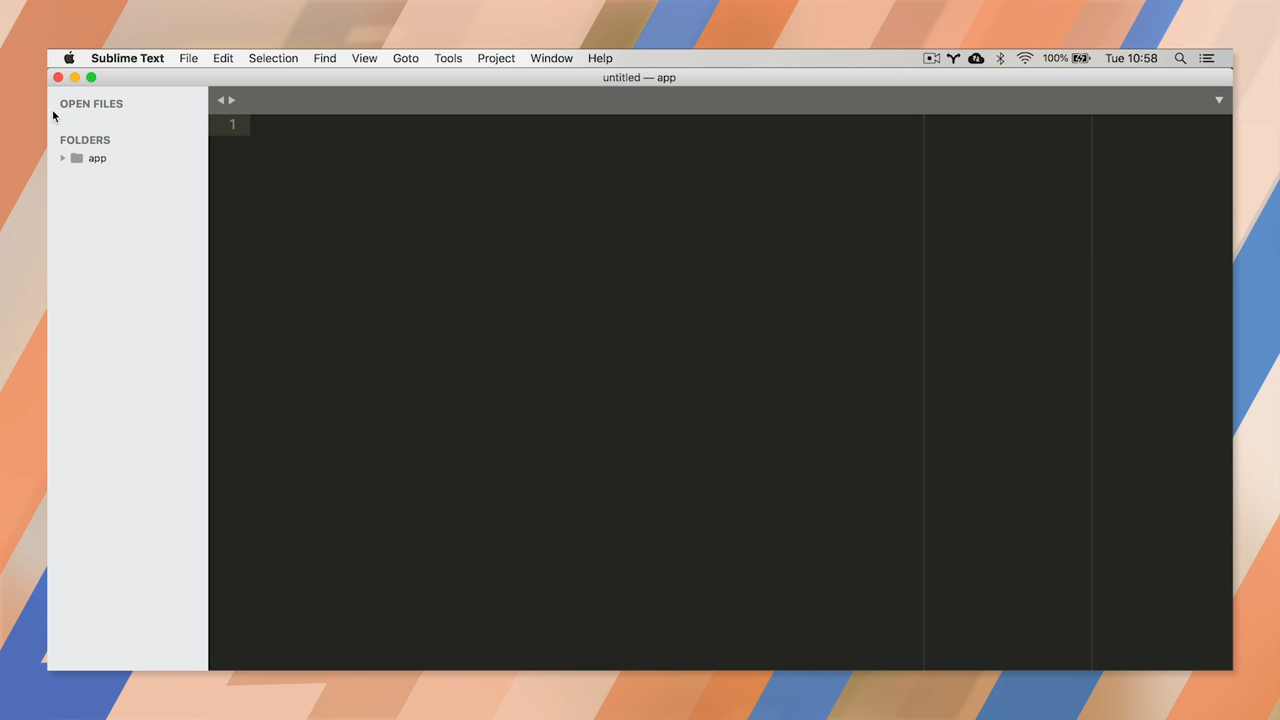 Sublime Text File Edit Selection Find View Goto Tools Project Window Help 100% Tue 10:58
untitled — app
OPEN FILES
1
FOLDERS
app